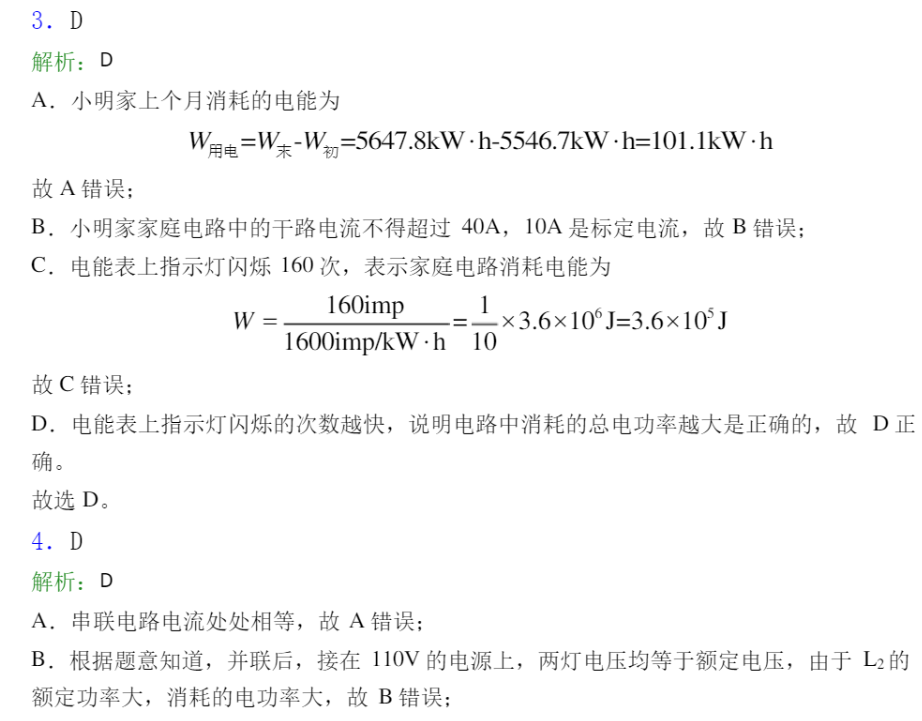 3．D
解析：D
A．小明家上个月消耗的电能为
W用电=W末-W初=5647.8kW·h-5546.7kW·h=101.1kW·h
故 A 错误；
B．小明家家庭电路中的干路电流不得超过 40A，10A 是标定电流，故 B 错误；
C．电能表上指示灯闪烁 160 次，表示家庭电路消耗电能为
W = 160imp/1600imp/kW·h = 1/10 ×3.6×10⁶J=3.6×10⁵J
故 C 错误；
D．电能表上指示灯闪烁的次数越快，说明电路中消耗的总电功率越大是正确的，故 D 正
确。
故选 D。
4．D
解析：D
A．串联电路电流处处相等，故 A 错误；
B．根据题意知道，并联后，接在 110V 的电源上，两灯电压均等于额定电压，由于 L₂的
额定功率大，消耗的电功率大，故 B 错误；